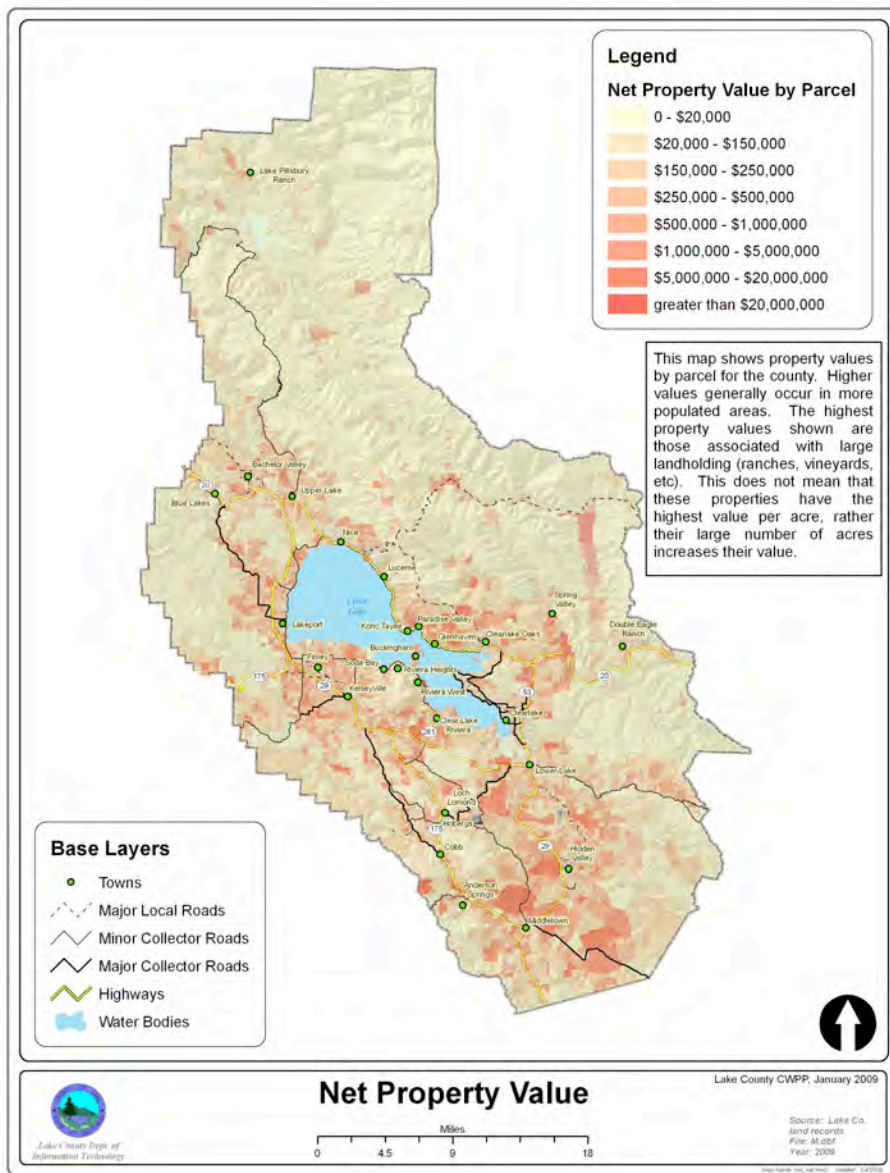 Legend
Net Property Value by Parcel
0 - $20,000
$20,000 - $150,000
$150,000 - $250,000
$250,000 - $500,000
$500,000 - $1,000,000
$1,000,000 - $5,000,000
$5,000,000 - $20,000,000
greater than $20,000,000
This map shows property values
by parcel for the county. Higher
values generally occur in more
populated areas. The highest
property values shown are
those associated with large
landholding (ranches, vineyards,
etc). This does not mean that
these properties have the
highest value per acre, rather
their large number of acres
increases their value.
Lake Pillsbury
Ranch
Bachelor Valley
20
Blue Lakes
Upper Lake
Nice
Lucerne
Clear
Lake
Spring
Valley
Paradise Valley
Lakeport
Konocti
Glenhaven
Clearlake Oaks
Double Eagle
Ranch
Buckingham
Finley
Soda Bay
Riviera Heights
175
29
20
Riviera West
53
Kelseyville
Clear Lake
Riviera
Clearlake
281
Lower Lake
Loch
Lomond
Hobergs
175
Cobb
29
Hidden
Valley
Anderson
Springs
Middletown
Base Layers
Towns
Major Local Roads
Minor Collector Roads
Major Collector Roads
Highways
Water Bodies
Lake County Dept. of
Information Technology
Net Property Value
Miles
0 4.5 9 18
Lake County CWPP, January 2009
Source: Lake Co.
land records
File: M.dbf
Year: 2009